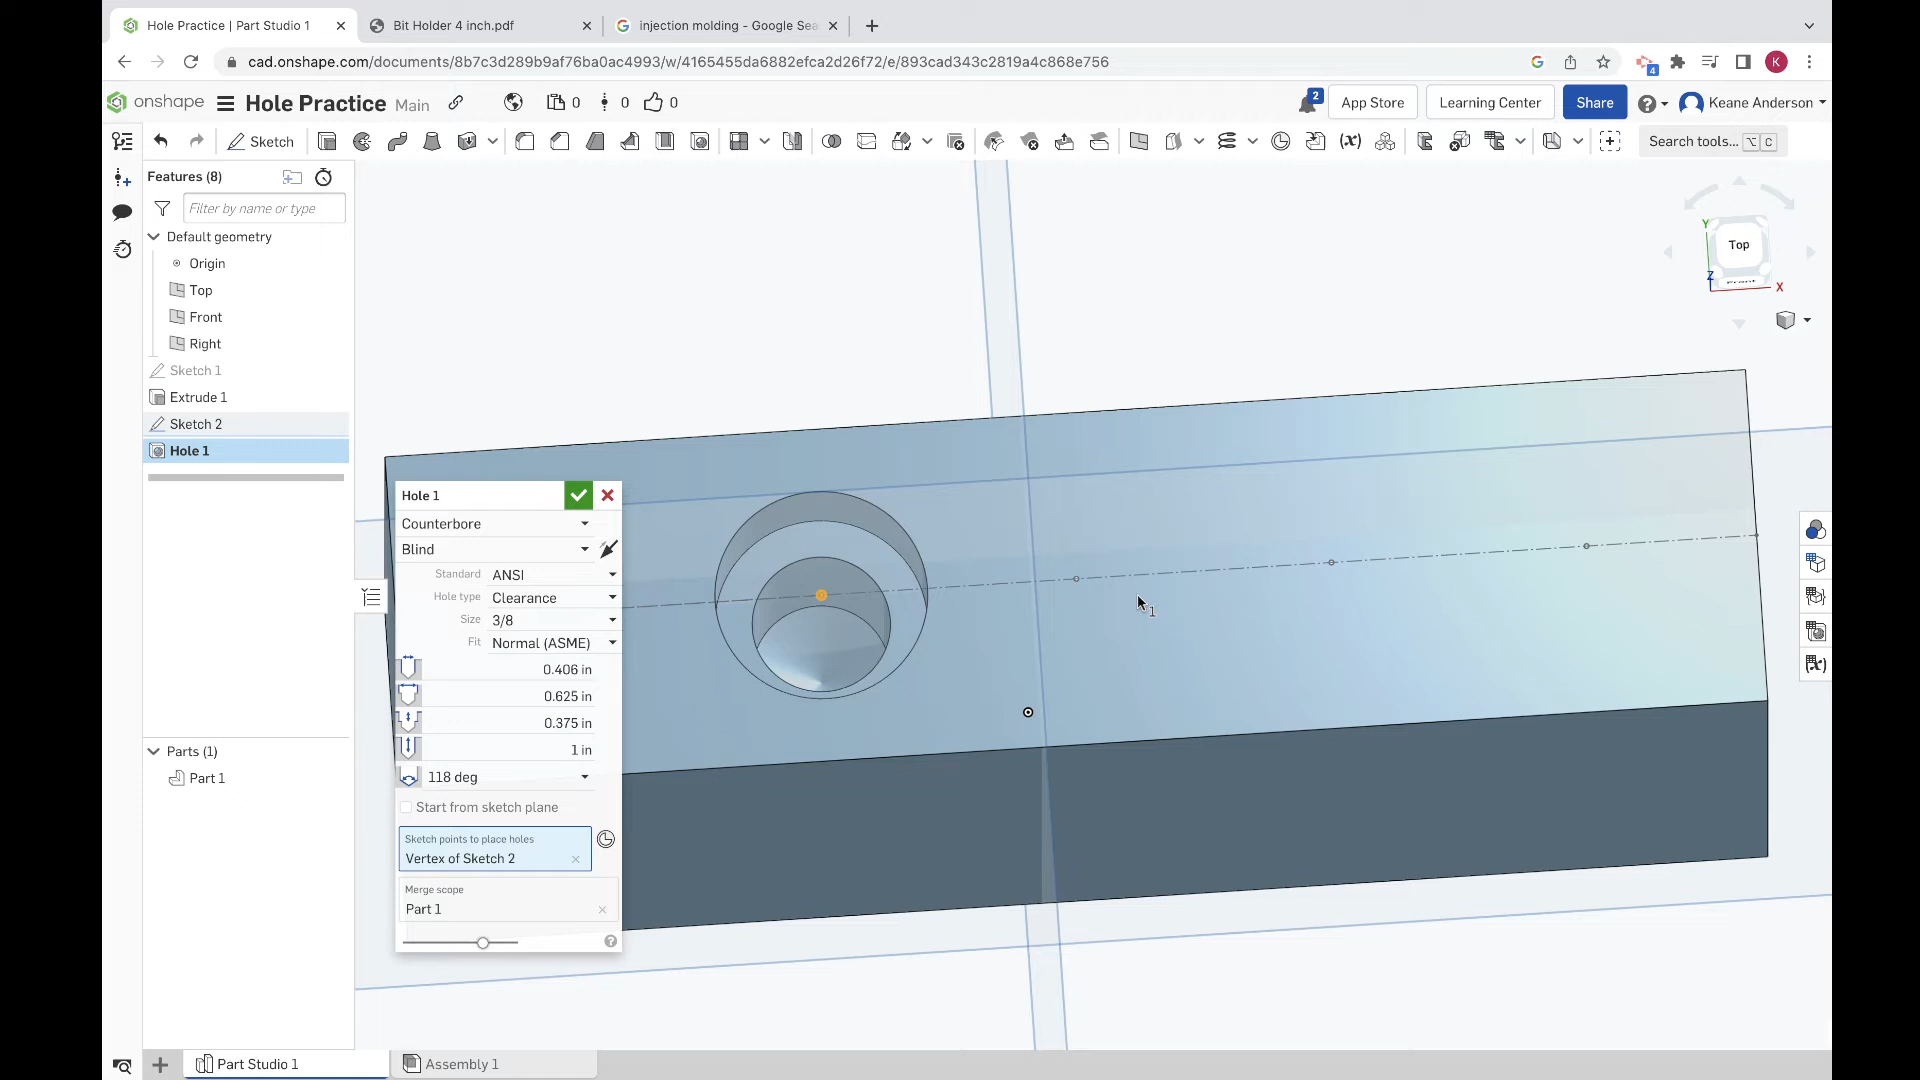 Hole Practice | Part Studio 1
Bit Holder 4 inch.pdf
injection molding - Google Sea
cad.onshape.com/documents/8b7c3d289b9af76ba0ac4993/w/4165455da6882efca2d26f72/e/893cad343c2819a4c868e756
4
K
onshape
Hole Practice Main
0
0
0
2
App Store
Learning Center
Share
Keane Anderson
Sketch
Search tools... ⌥ C
Features (8)
Filter by name or type
Default geometry
Origin
Top
Front
Right
Sketch 1
Extrude 1
Sketch 2
Hole 1
Y
Top
Z
Front
X
Hole 1
Counterbore
Blind
Standard ANSI
Hole type Clearance
Size 3/8
Fit Normal (ASME)
0.406 in
0.625 in
0.375 in
1 in
118 deg
Start from sketch plane
Sketch points to place holes
Vertex of Sketch 2
Merge scope
Part 1
1
Parts (1)
Part 1
Part Studio 1
Assembly 1